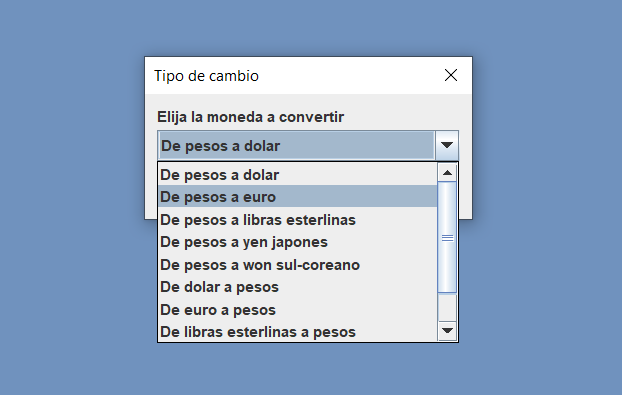 Tipo de cambio
Elija la moneda a convertir
De pesos a dolar
De pesos a dolar
De pesos a euro
De pesos a libras esterlinas
De pesos a yen japones
De pesos a won sul-coreano
De dolar a pesos
De euro a pesos
De libras esterlinas a pesos